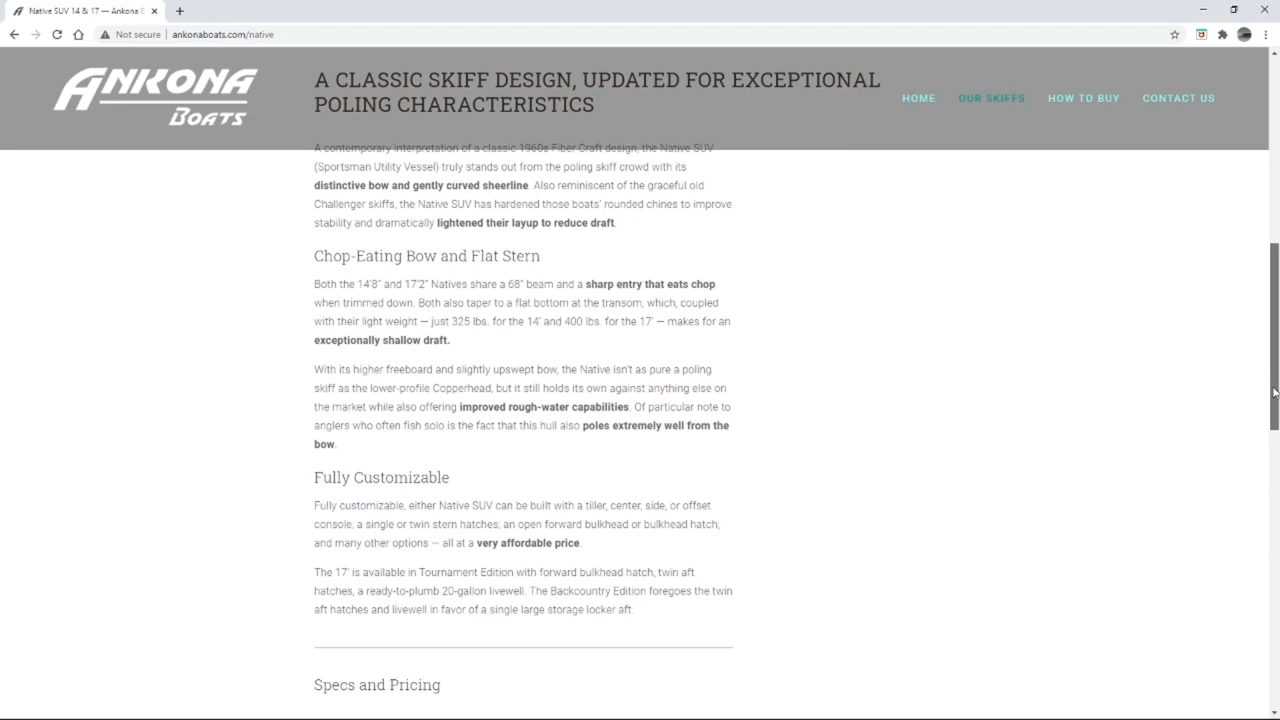 Native SUV 14 & 17 — Ankona B
Not secure
ankonaboats.com/native
ANKONA
BOATS
A CLASSIC SKIFF DESIGN, UPDATED FOR EXCEPTIONAL
POLING CHARACTERISTICS
HOME
OUR SKIFFS
HOW TO BUY
CONTACT US
A contemporary interpretation of a classic 1960s Fiber Craft design, the Native SUV
(Sportsman Utility Vessel) truly stands out from the poling skiff crowd with its
distinctive bow and gently curved sheerline. Also reminiscent of the graceful old
Challenger skiffs, the Native SUV has hardened those boats' rounded chines to improve
stability and dramatically lightened their layup to reduce draft.
Chop-Eating Bow and Flat Stern
Both the 14'8" and 17'2" Natives share a 68" beam and a sharp entry that eats chop
when trimmed down. Both also taper to a flat bottom at the transom, which, coupled
with their light weight — just 325 lbs. for the 14' and 400 lbs. for the 17' — makes for an
exceptionally shallow draft.
With its higher freeboard and slightly upswept bow, the Native isn't as pure a poling
skiff as the lower-profile Copperhead, but it still holds its own against anything else on
the market while also offering improved rough-water capabilities. Of particular note to
anglers who often fish solo is the fact that this hull also poles extremely well from the
bow.
Fully Customizable
Fully customizable, either Native SUV can be built with a tiller, center, side, or offset
console; a single or twin stern hatches; an open forward bulkhead or bulkhead hatch,
and many other options — all at a very affordable price.
The 17' is available in Tournament Edition with forward bulkhead hatch, twin aft
hatches, a ready-to-plumb 20-gallon livewell. The Backcountry Edition foregoes the twin
aft hatches and livewell in favor of a single large storage locker aft.
Specs and Pricing